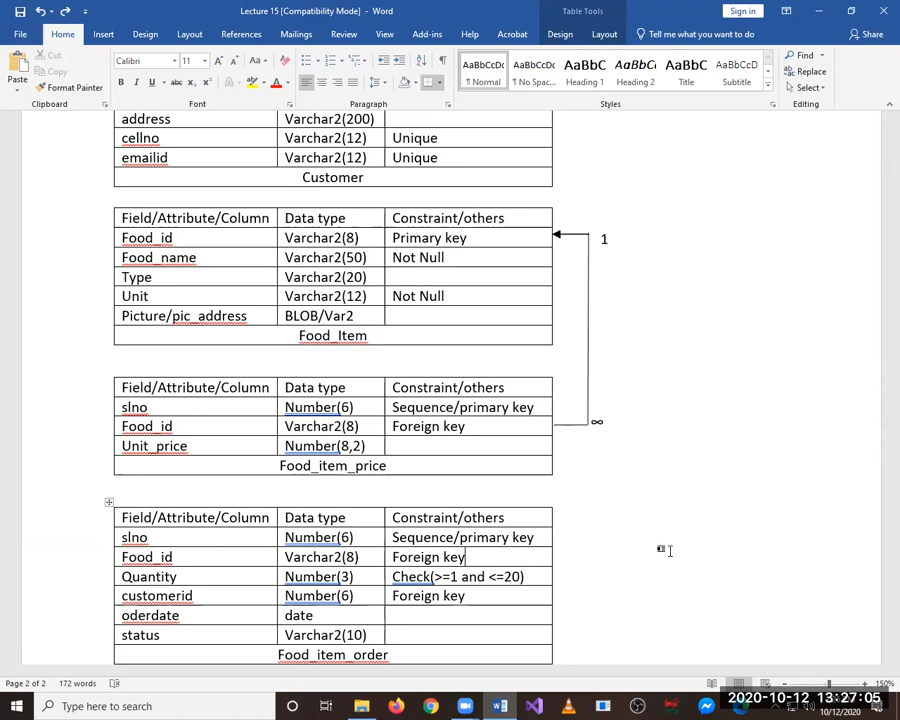 Lecture 15 [Compatibility Mode] - Word
Table Tools
Sign in
File
Home
Insert
Design
Layout
References
Mailings
Review
View
Add-ins
Help
Acrobat
Design
Layout
Tell me what you want to do
Share
Paste
Cut
Copy
Format Painter
Calibri
11
AaBbCcDc
¶ Normal
AaBbCcDc
¶ No Spac...
AaBbC
Heading 1
AaBbCc
Heading 2
AaBbC
Title
AaBbCcD
Subtitle
Find
Replace
Select
Clipboard
Font
Paragraph
Styles
Editing
address Varchar2(200)
cellno Varchar2(12) Unique
emailid Varchar2(12) Unique
Customer
Field/Attribute/Column Data type Constraint/others
Food_id Varchar2(8) Primary key
1
Food_name Varchar2(50) Not Null
Type Varchar2(20)
Unit Varchar2(12) Not Null
Picture/pic_address BLOB/Var2
Food_Item
Field/Attribute/Column Data type Constraint/others
slno Number(6) Sequence/primary key
Food_id Varchar2(8) Foreign key
∞
Unit_price Number(8,2)
Food_item_price
Field/Attribute/Column Data type Constraint/others
slno Number(6) Sequence/primary key
Food_id Varchar2(8) Foreign key
Quantity Number(3) Check(>=1 and <=20)
customerid Number(6) Foreign key
oderdate date
status Varchar2(10)
Food_item_order
Page 2 of 2 172 words
150%
Type here to search
2020-10-12 13:27:05
10/12/2020